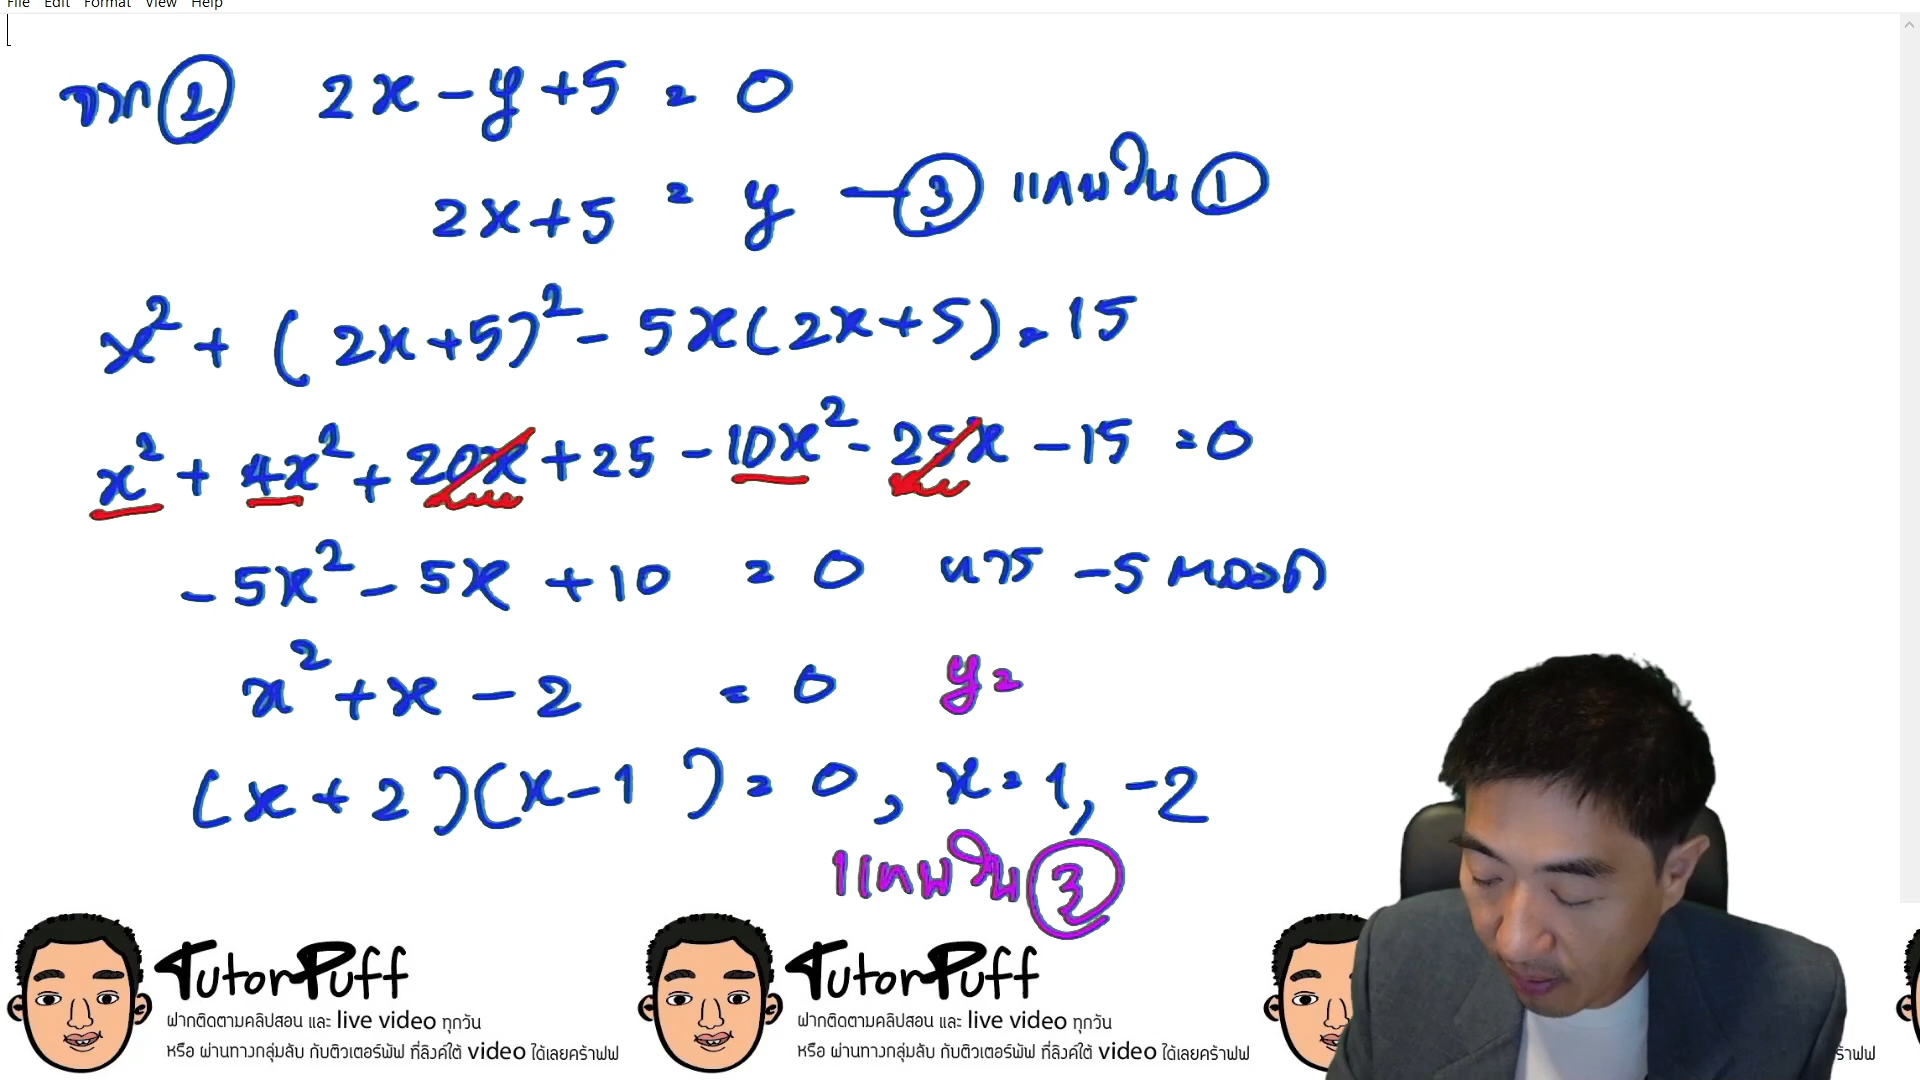 File Edit Format View Help
จาก ② 2x - y + 5 = 0
2x + 5 = y — ③ แทนใน ①
x² + (2x + 5)² - 5x(2x + 5) = 15
x² + 4x² + 20x + 25 - 10x² - 25x - 15 = 0
- 5x² - 5x + 10 = 0 หาร -5 ตลอด
x² + x - 2 = 0 y =
(x + 2)(x - 1) = 0, x = 1, -2
แทนใน ③
TutorPuff
ฝากติดตามคลิปสอน และ live video ทุกวัน
หรือ ผ่านทางกลุ่มลับ กับติวเตอร์พัฟ ที่ลิงค์ใต้ video ได้เลยคร้าฟฟ
TutorPuff
ฝากติดตามคลิปสอน และ live video ทุกวัน
หรือ ผ่านทางกลุ่มลับ กับติวเตอร์พัฟ ที่ลิงค์ใต้ video ได้เลยคร้าฟฟ
ร้าฟฟ